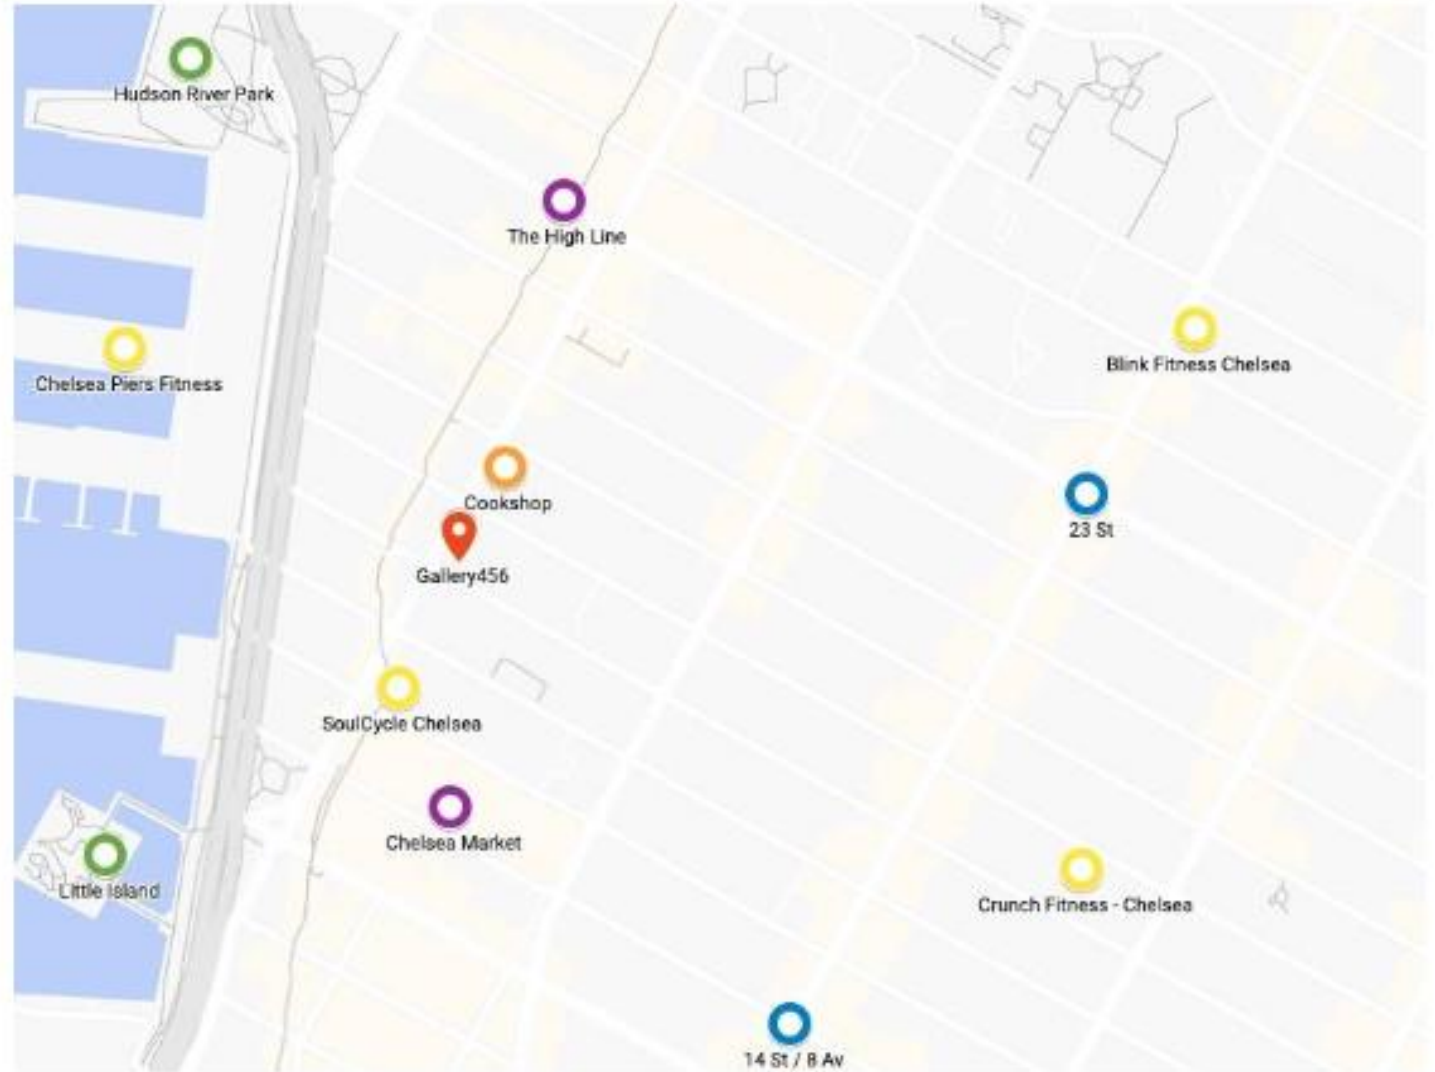 Hudson River Park
The High Line
Chelsea Piers Fitness
Blink Fitness Chelsea
Cookshop
23 St
Gallery456
SoulCycle Chelsea
Chelsea Market
Little Island
Crunch Fitness - Chelsea
14 St / 8 Av